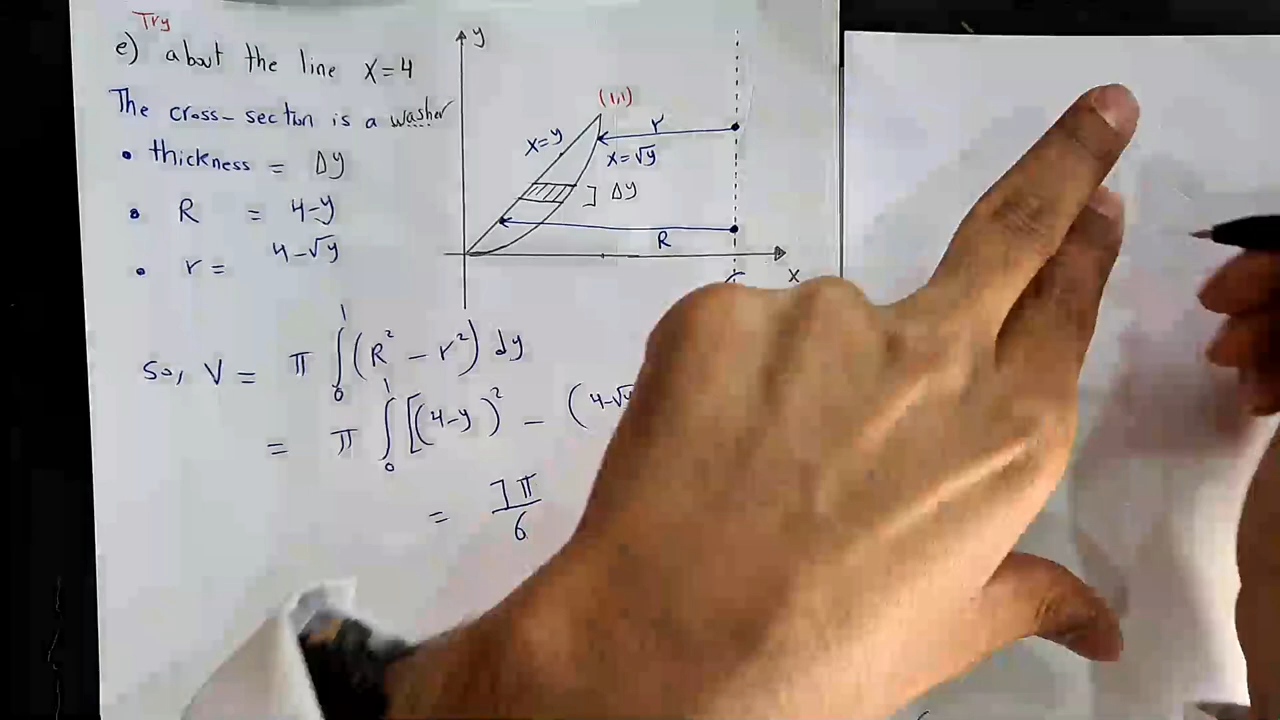 Try
e) about the line x=4
The cross-section is a washer
• thickness = Δy
• R = 4-y
• r = 4-√y
y
(1,1)
x=y
r
x=√y
] Δy
R
x
so, V = π ∫₀¹ (R² - r²) dy
= π ∫₀¹ [(4-y)² - (4-√y
= 7π/6